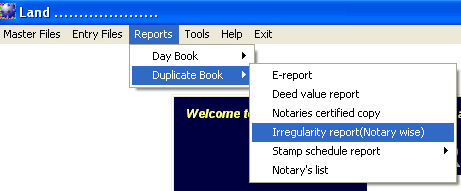 Land .....................
Master Files Entry Files Reports Tools Help Exit
Day Book
Duplicate Book
E-report
Deed value report
Notaries certified copy
Irregularity report(Notary wise)
Stamp schedule report
Notary's list
Welcome to